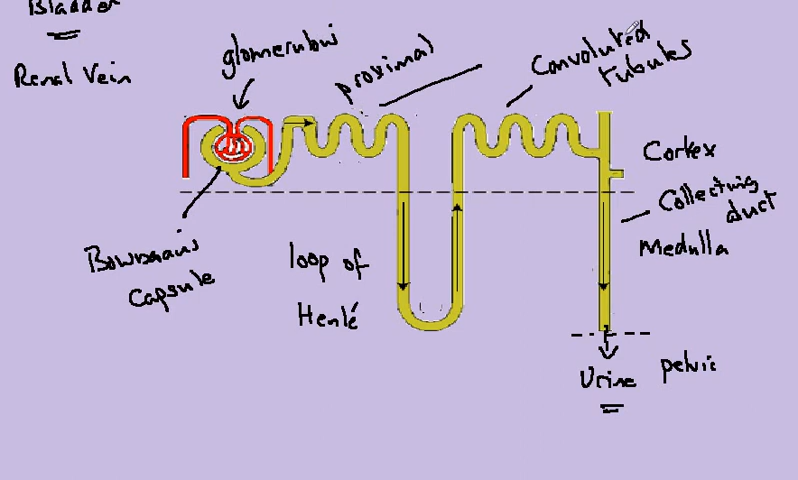 Bladder
Renal Vein
glomerulus
proximal
Convoluted
tubules
Cortex
Collecting
duct
Medulla
Bowmans
Capsule
loop of
Henlé
Urine
pelvis